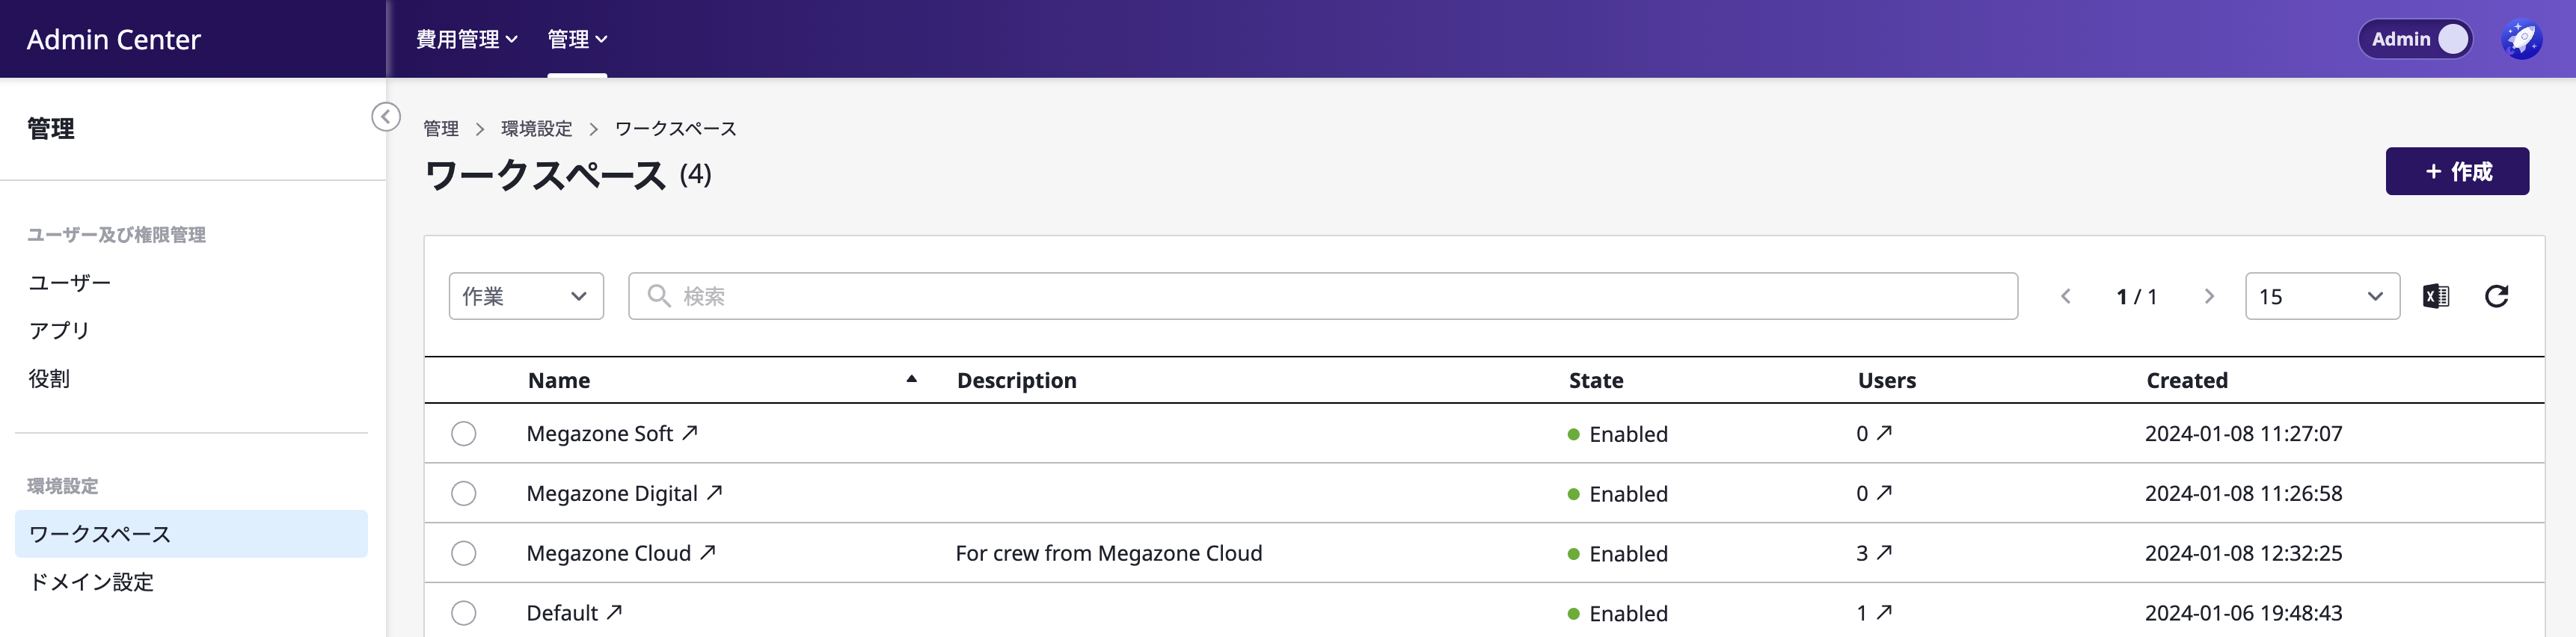 Admin Center
費用管理 管理
Admin
管理
ユーザー及び権限管理
ユーザー
アプリ
役割
環境設定
ワークスペース
ドメイン設定
管理 > 環境設定 > ワークスペース
ワークスペース (4)
+ 作成
作業 検索 1 / 1 15
Name Description State Users Created
Megazone Soft Enabled 0 2024-01-08 11:27:07
Megazone Digital Enabled 0 2024-01-08 11:26:58
Megazone Cloud For crew from Megazone Cloud Enabled 3 2024-01-08 12:32:25
Default Enabled 1 2024-01-06 19:48:43